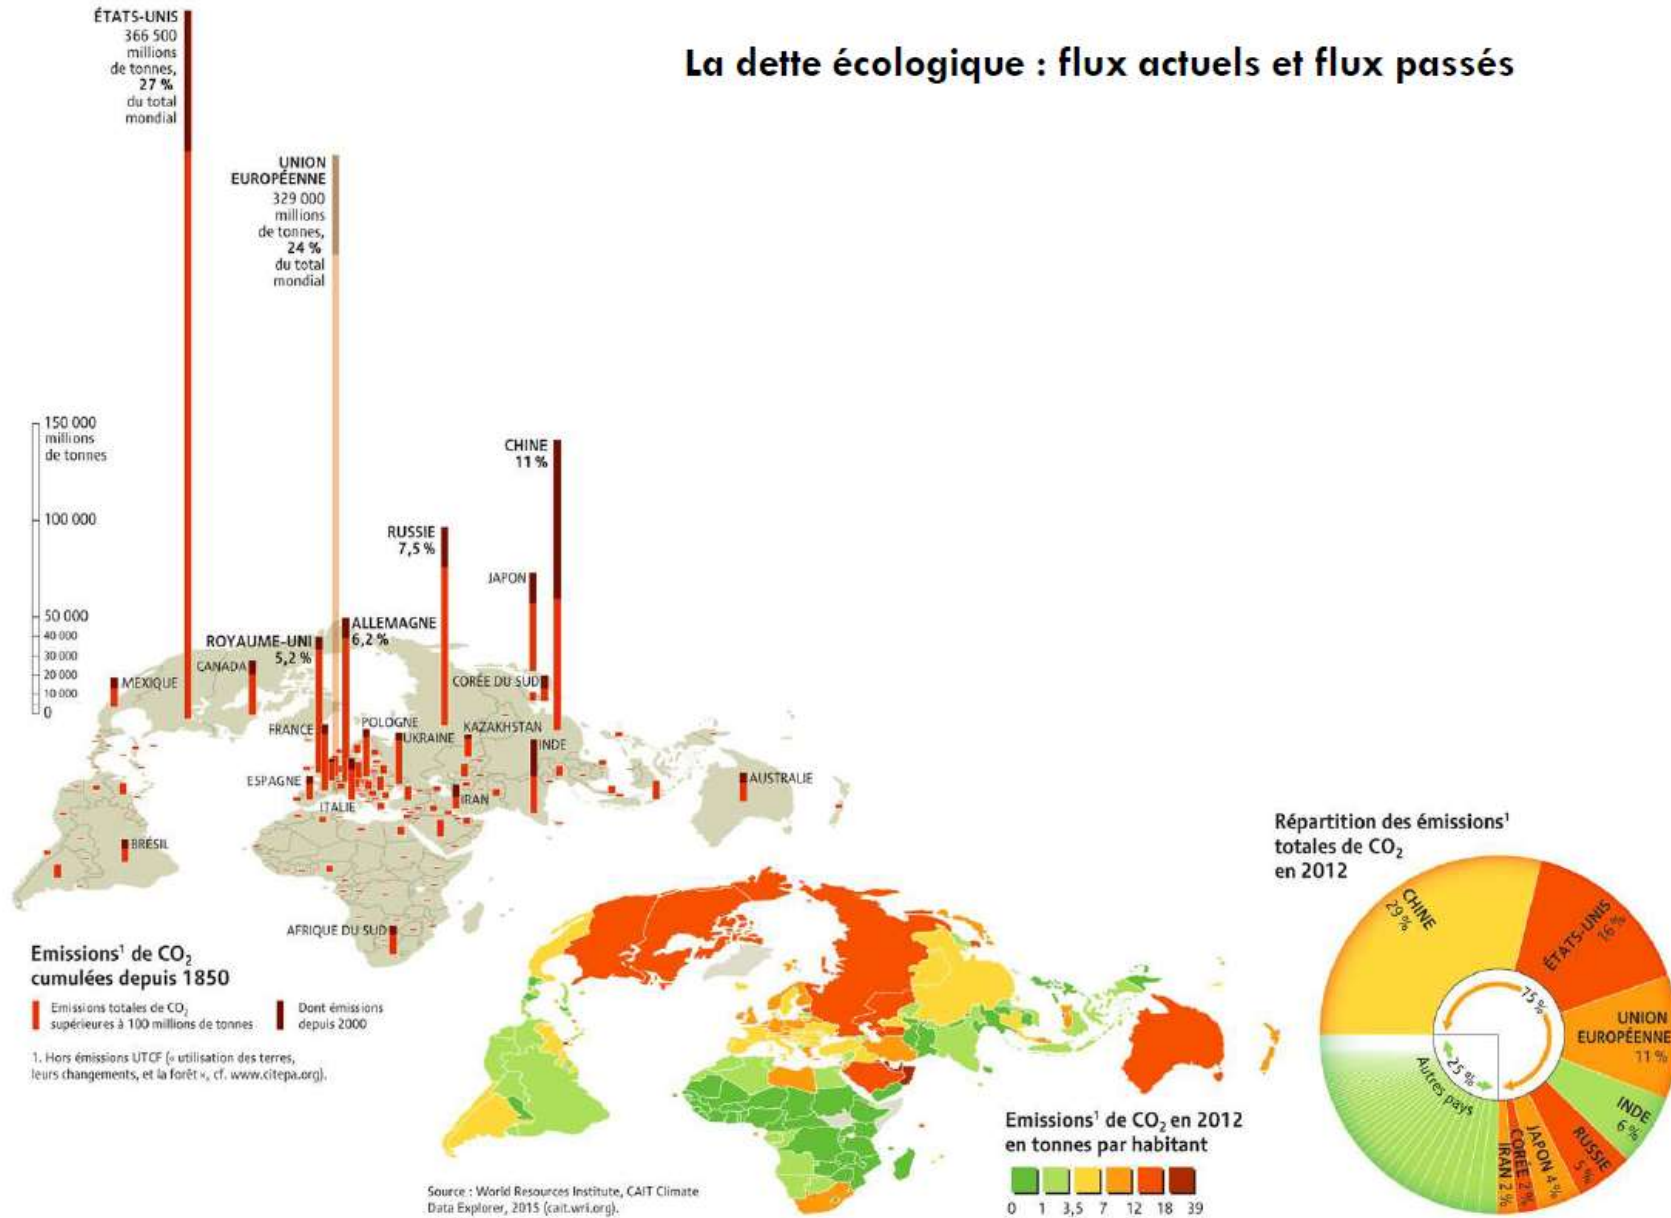 La dette écologique : flux actuels et flux passés
ÉTATS-UNIS
366 500
millions
de tonnes,
27 %
du total
mondial
UNION
EUROPÉENNE
329 000
millions
de tonnes,
24 %
du total
mondial
150 000
millions
de tonnes
100 000
50 000
40 000
30 000
20 000
10 000
0
CHINE
11 %
RUSSIE
7,5 %
JAPON
ALLEMAGNE
6,2 %
ROYAUME-UNI
5,2 %
CANADA
MEXIQUE
CORÉE DU SUD
FRANCE
POLOGNE
UKRAINE
KAZAKHSTAN
INDE
ESPAGNE
ITALIE
IRAN
AUSTRALIE
BRÉSIL
AFRIQUE DU SUD
Emissions¹ de CO₂
cumulées depuis 1850
Emissions totales de CO₂
supérieures à 100 millions de tonnes
Dont émissions
depuis 2000
1. Hors émissions UTCF (« utilisation des terres,
leurs changements, et la forêt », cf. www.citepa.org).
Emissions¹ de CO₂ en 2012
en tonnes par habitant
0 1 3,5 7 12 18 39
Source : World Resources Institute, CAIT Climate
Data Explorer, 2015 (cait.wri.org).
Répartition des émissions¹
totales de CO₂
en 2012
CHINE
29 %
ÉTATS-UNIS
16 %
UNION
EUROPÉENNE
11 %
INDE
6 %
RUSSIE
5 %
JAPON 4 %
CORÉE 2 %
IRAN 2 %
Autres pays
75 %
25 %